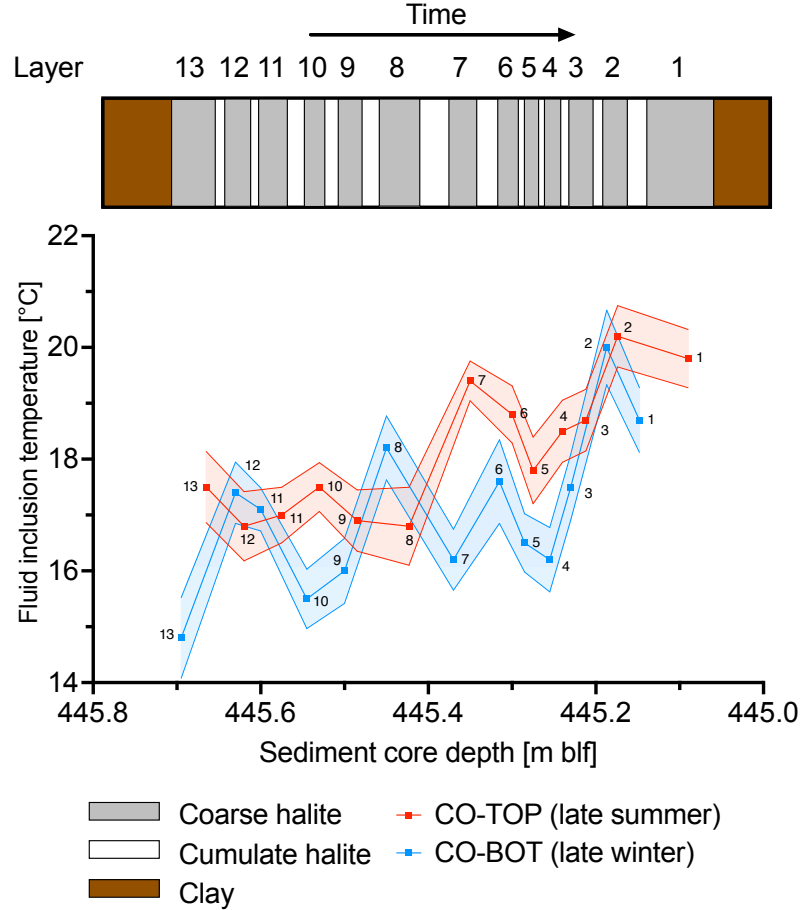 Time
Layer 13 12 11 10 9 8 7 6 5 4 3 2 1
Fluid inclusion temperature [°C]
22
20
18
16
14
13 12 11 10 9 8 7 6 5 4 3 2 1
13 12 11 10 9 8 7 6 5 4 3 2 1
445.8 445.6 445.4 445.2 445.0
Sediment core depth [m blf]
Coarse halite CO-TOP (late summer)
Cumulate halite CO-BOT (late winter)
Clay